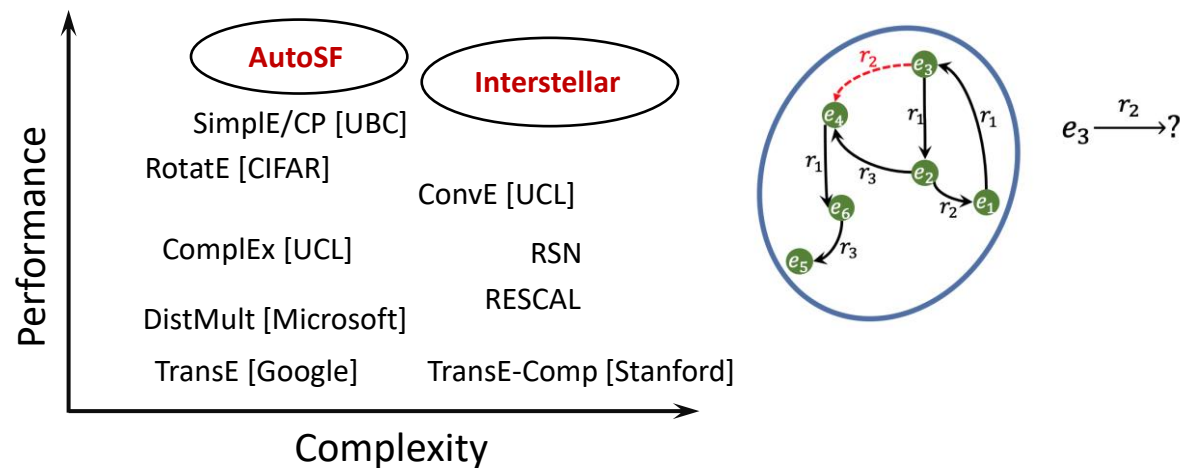 Performance
AutoSF
Interstellar
SimplE/CP [UBC]
RotatE [CIFAR]
ConvE [UCL]
ComplEx [UCL]
RSN
RESCAL
DistMult [Microsoft]
TransE [Google]
TransE-Comp [Stanford]
Complexity
r₂
e₃
e₄
r₁
r₁
r₁
r₃
e₂
r₂
e₁
e₆
r₃
e₅
e₃ r₂ ?